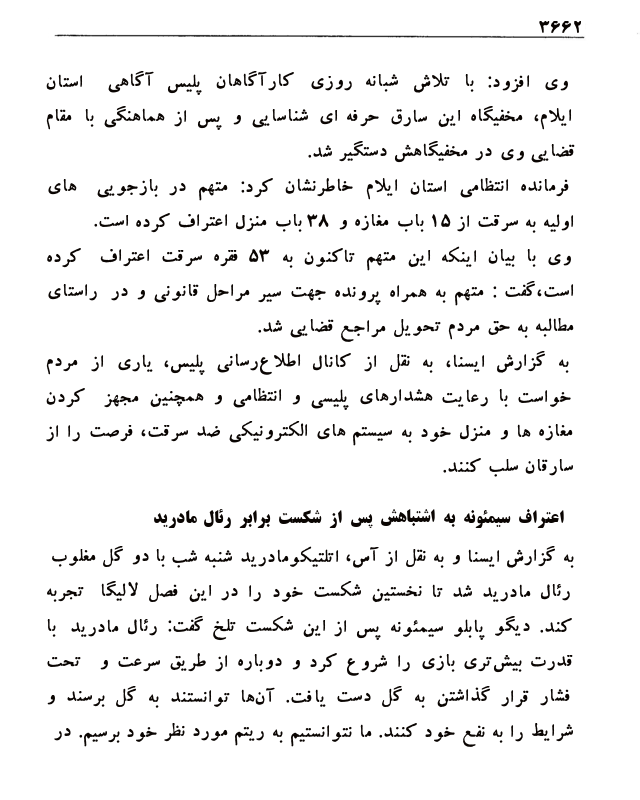 ۳۶۶۲
وی افزود: با تلاش شبانه روزی کارآگاهان پلیس آگاهی استان
ایلام، مخفیگاه این سارق حرفه ای شناسایی و پس از هماهنگی با مقام
قضایی وی در مخفیگاهش دستگیر شد.
فرمانده انتظامی استان ایلام خاطرنشان کرد: متهم در بازجویی های
اولیه به سرقت از ۱۵ باب مغازه و ۳۸ باب منزل اعتراف کرده است.
وی با بیان اینکه این متهم تاکنون به ۵۳ فقره سرقت اعتراف کرده
است،گفت : متهم به همراه پرونده جهت سیر مراحل قانونی و در راستای
مطالبه به حق مردم تحویل مراجع قضایی شد.
به گزارش ایسنا، به نقل از کانال اطلاع‌رسانی پلیس، یاری از مردم
خواست با رعایت هشدارهای پلیسی و انتظامی و همچنین مجهز کردن
مغازه ها و منزل خود به سیستم های الکترونیکی ضد سرقت، فرصت را از
سارقان سلب کنند.
اعتراف سیمئونه به اشتباهش پس از شکست برابر رئال مادرید
به گزارش ایسنا و به نقل از آس، اتلتیکومادرید شنبه شب با دو گل مغلوب
رئال مادرید شد تا نخستین شکست خود را در این فصل لالیگا تجربه
کند. دیگو پابلو سیمئونه پس از این شکست تلخ گفت: رئال مادرید با
قدرت بیش‌تری بازی را شروع کرد و دوباره از طریق سرعت و تحت
فشار قرار گذاشتن به گل دست یافت. آن‌ها توانستند به گل برسند و
شرایط را به نفع خود کنند. ما نتوانستیم به ریتم مورد نظر خود برسیم. در